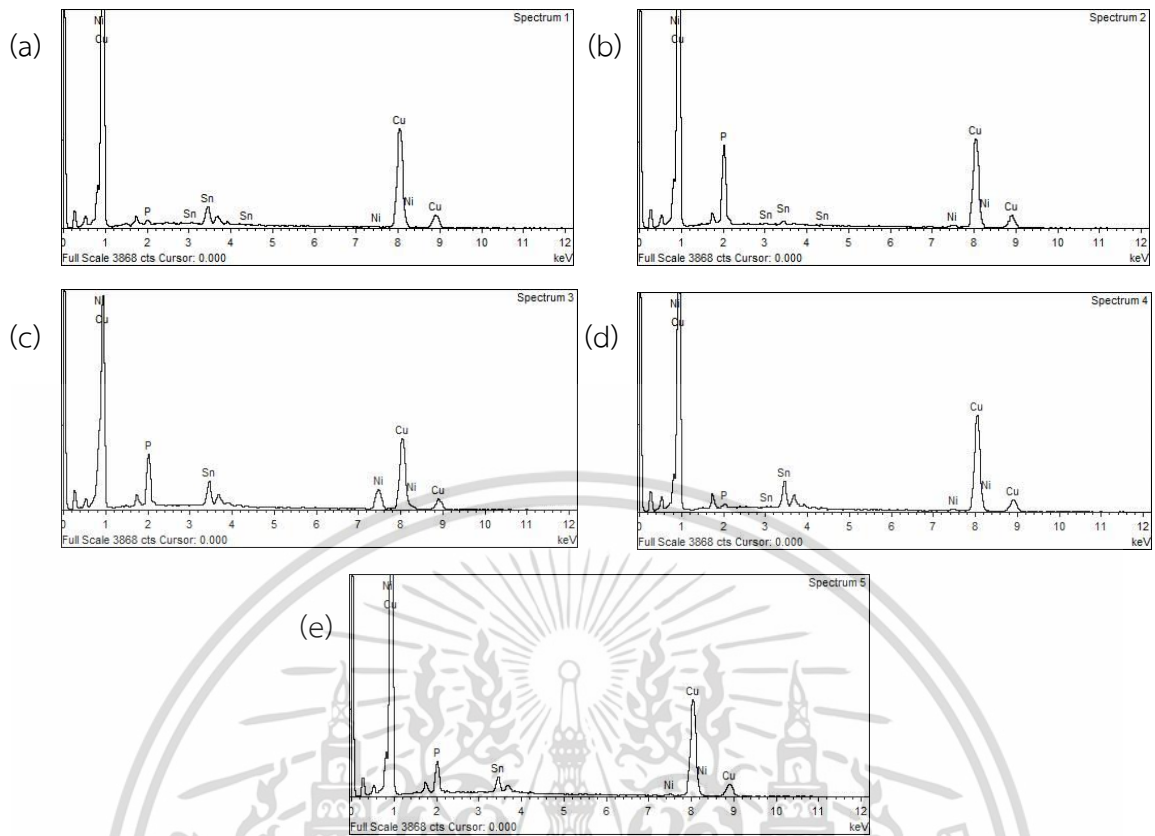 (a)
Spectrum 1
Ni
Cu
P
Sn
Sn
Sn
Ni
Cu
Ni
Cu
0 1 2 3 4 5 6 7 8 9 10 11 12
Full Scale 3868 cts Cursor: 0.000
keV
(b)
Spectrum 2
Ni
Cu
P
Sn
Sn
Sn
Ni
Cu
Ni
Cu
0 1 2 3 4 5 6 7 8 9 10 11 12
Full Scale 3868 cts Cursor: 0.000
keV
(c)
Spectrum 3
Ni
Cu
P
Sn
Ni
Cu
Ni
Cu
0 1 2 3 4 5 6 7 8 9 10 11 12
Full Scale 3868 cts Cursor: 0.000
keV
(d)
Spectrum 4
Ni
Cu
P
Sn
Sn
Ni
Cu
Ni
Cu
0 1 2 3 4 5 6 7 8 9 10 11 12
Full Scale 3868 cts Cursor: 0.000
keV
(e)
Spectrum 5
Ni
Cu
P
Sn
Ni
Cu
Ni
Cu
0 1 2 3 4 5 6 7 8 9 10 11 12
Full Scale 3868 cts Cursor: 0.000
keV